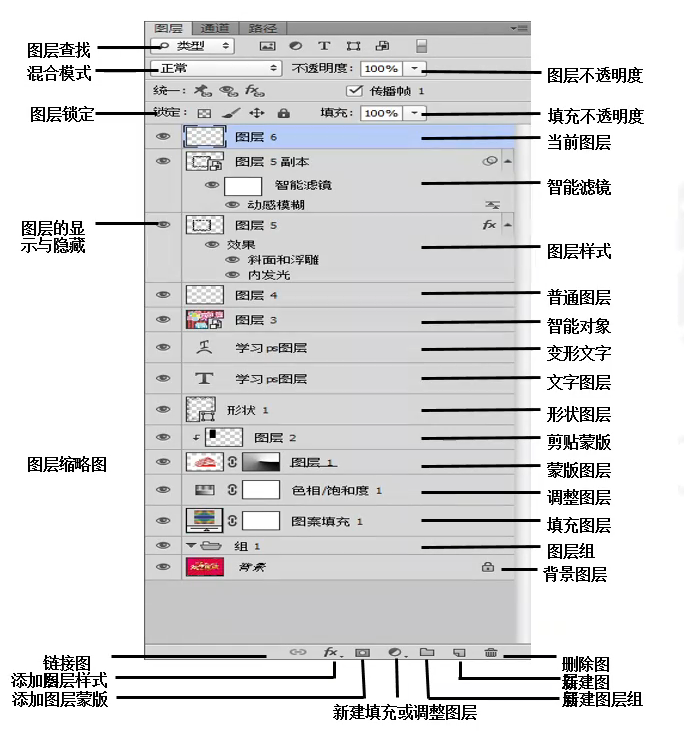 图层 通道 路径
图层查找
类型 T
混合模式
正常 不透明度: 100%
图层不透明度
统一: fx 传播帧 1
图层锁定
锁定: 填充: 100%
填充不透明度
图层 6
当前图层
图层 5 副本
智能滤镜
智能滤镜
动感模糊
图层的显
示与隐藏
图层 5 fx
效果
图层样式
斜面和浮雕
内发光
图层 4
普通图层
图层 3
智能对象
学习ps图层
变形文字
T 学习ps图层
文字图层
形状 1
形状图层
图层 2
剪贴蒙版
图层缩略图
图层 1
蒙版图层
色相/饱和度 1
调整图层
图案填充 1
填充图层
组 1
图层组
背景
背景图层
链接图
fx
删除图
添加图层样式
新建图
添加图层蒙版
新建图层组
新建填充或调整图层